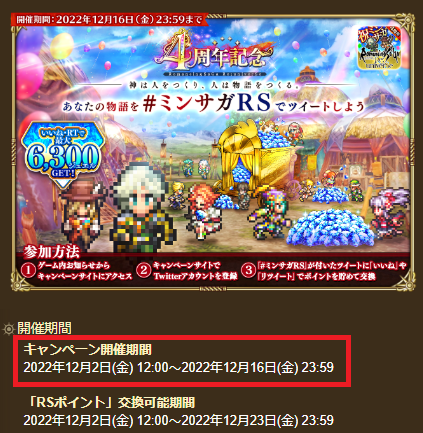 開催期間：2022年12月16日（金）23:59まで
4周年記念
Romancing SaGa Re;univerSe
神は人をつくり、人は物語をつくる。
あなたの物語を #ミンサガRS でツイートしよう
いいね・RTで
最大
6,300
ジュエル
GET!
参加方法
① ゲーム内お知らせから
キャンペーンサイトにアクセス
② キャンペーンサイトで
Twitterアカウントを登録
③ 「#ミンサガRS」が付いたツイートに「いいね」や
「リツイート」でポイントを貯めて交換
開催期間
キャンペーン開催期間
2022年12月2日(金) 12:00～2022年12月16日(金) 23:59
「RSポイント」交換可能期間
2022年12月2日(金) 12:00～2022年12月23日(金) 23:59